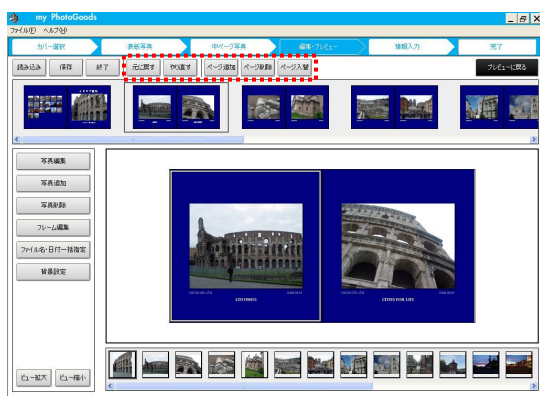 my PhotoGoods
ファイル(F) ヘルプ(H)
カバー選択 表紙写真 中ページ写真 編集・プレビュー 情報入力 完了
読み込み 保存 終了 元に戻す やり直す ページ追加 ページ削除 ページ入替 プレビューに戻る
写真編集
写真追加
写真削除
フレーム編集
ファイル名・日付一括指定
背景設定
COLOSSEO CITIES FOR LIFE
ビュー拡大 ビュー縮小